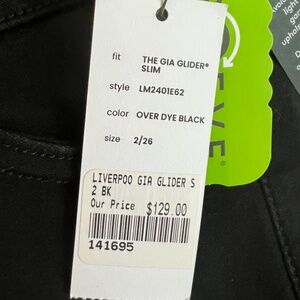 fit THE GIA GLIDER®
SLIM
style LM2401E62
color OVER DYE BLACK
size 2/26
LIVERPOO GIA GLIDER S
2 BK
Our Price $129.00
141695